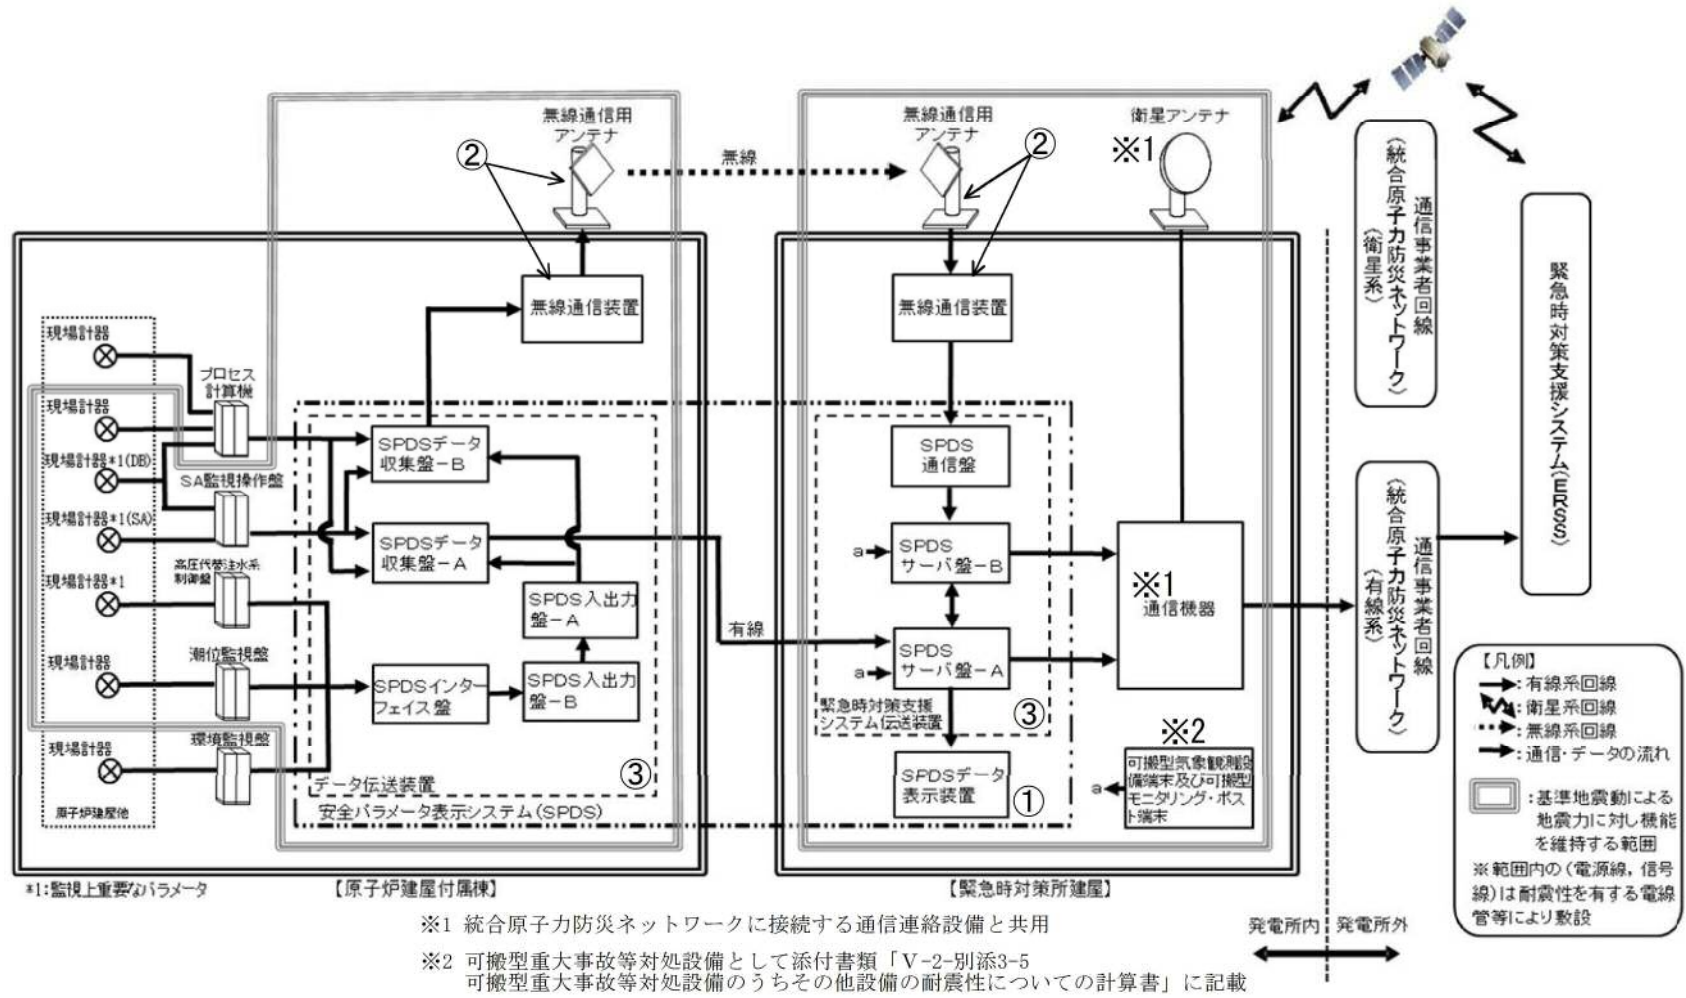 無線通信用
アンテナ
②
無線
無線通信用
アンテナ
②
衛星アンテナ
※1
無線通信装置
無線通信装置
現場計器
プロセス
計算機
現場計器
現場計器*1(DB)
SA監視操作盤
現場計器*1(SA)
高圧代替注水系
制御盤
現場計器*1
潮位監視盤
現場計器
環境監視盤
現場計器
原子炉建屋他
SPDSデータ
収集盤-B
SPDSデータ
収集盤-A
SPDS入出力
盤-A
SPDSインター
フェイス盤
SPDS入出力
盤-B
データ伝送装置
③
安全パラメータ表示システム(SPDS)
有線
SPDS
通信盤
a
SPDS
サーバ盤-B
a
SPDS
サーバ盤-A
緊急時対策支援
システム伝送装置
③
SPDSデータ
表示装置
①
※1
通信機器
※2
可搬型気象観測設
備端末及び可搬型
モニタリング・ポス
ト端末
a
通信事業者回線
(統合原子力防災ネットワーク)
(衛星系)
通信事業者回線
(統合原子力防災ネットワーク)
(有線系)
緊急時対策支援システム(ERSS)
【凡例】
:有線系回線
:衛星系回線
:無線系回線
:通信・データの流れ
:基準地震動による
地震力に対し機能
を維持する範囲
※範囲内の(電源線,信号
線)は耐震性を有する電線
管等により敷設
*1:監視上重要なパラメータ
【原子炉建屋付属棟】
【緊急時対策所建屋】
発電所内
発電所外
※1 統合原子力防災ネットワークに接続する通信連絡設備と共用
※2 可搬型重大事故等対処設備として添付書類「Ⅴ-2-別添3-5
可搬型重大事故等対処設備のうちその他設備の耐震性についての計算書」に記載